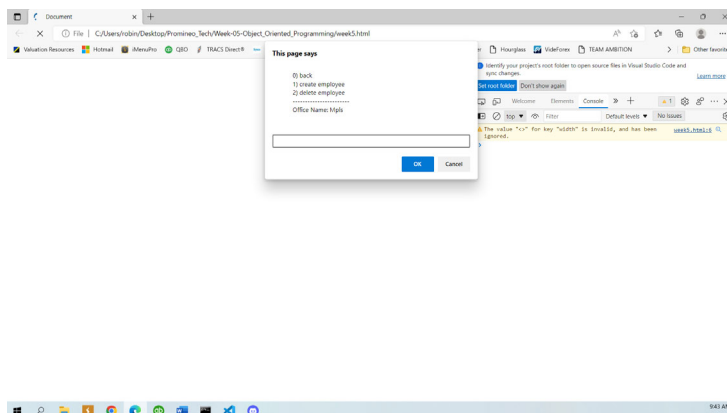 Document
File | C:/Users/robin/Desktop/Promineo_Tech/Week-05-Object_Oriented_Programming/week5.html
Valuation Resources Hotmail iMenuPro QBO TRACS Direct® Hourglass VideForex TEAM AMBITION Other favorite
This page says
0) back
1) create employee
2) delete employee
----------------------
Office Name: Mpls
OK Cancel
Identify your project's root folder to open source files in Visual Studio Code and
sync changes.
Learn more
Set root folder Don't show again
Welcome Elements Console 1
top Filter Default levels No Issues
The value "<>" for key "width" is invalid, and has been week5.html:6
ignored.
9:43 AM